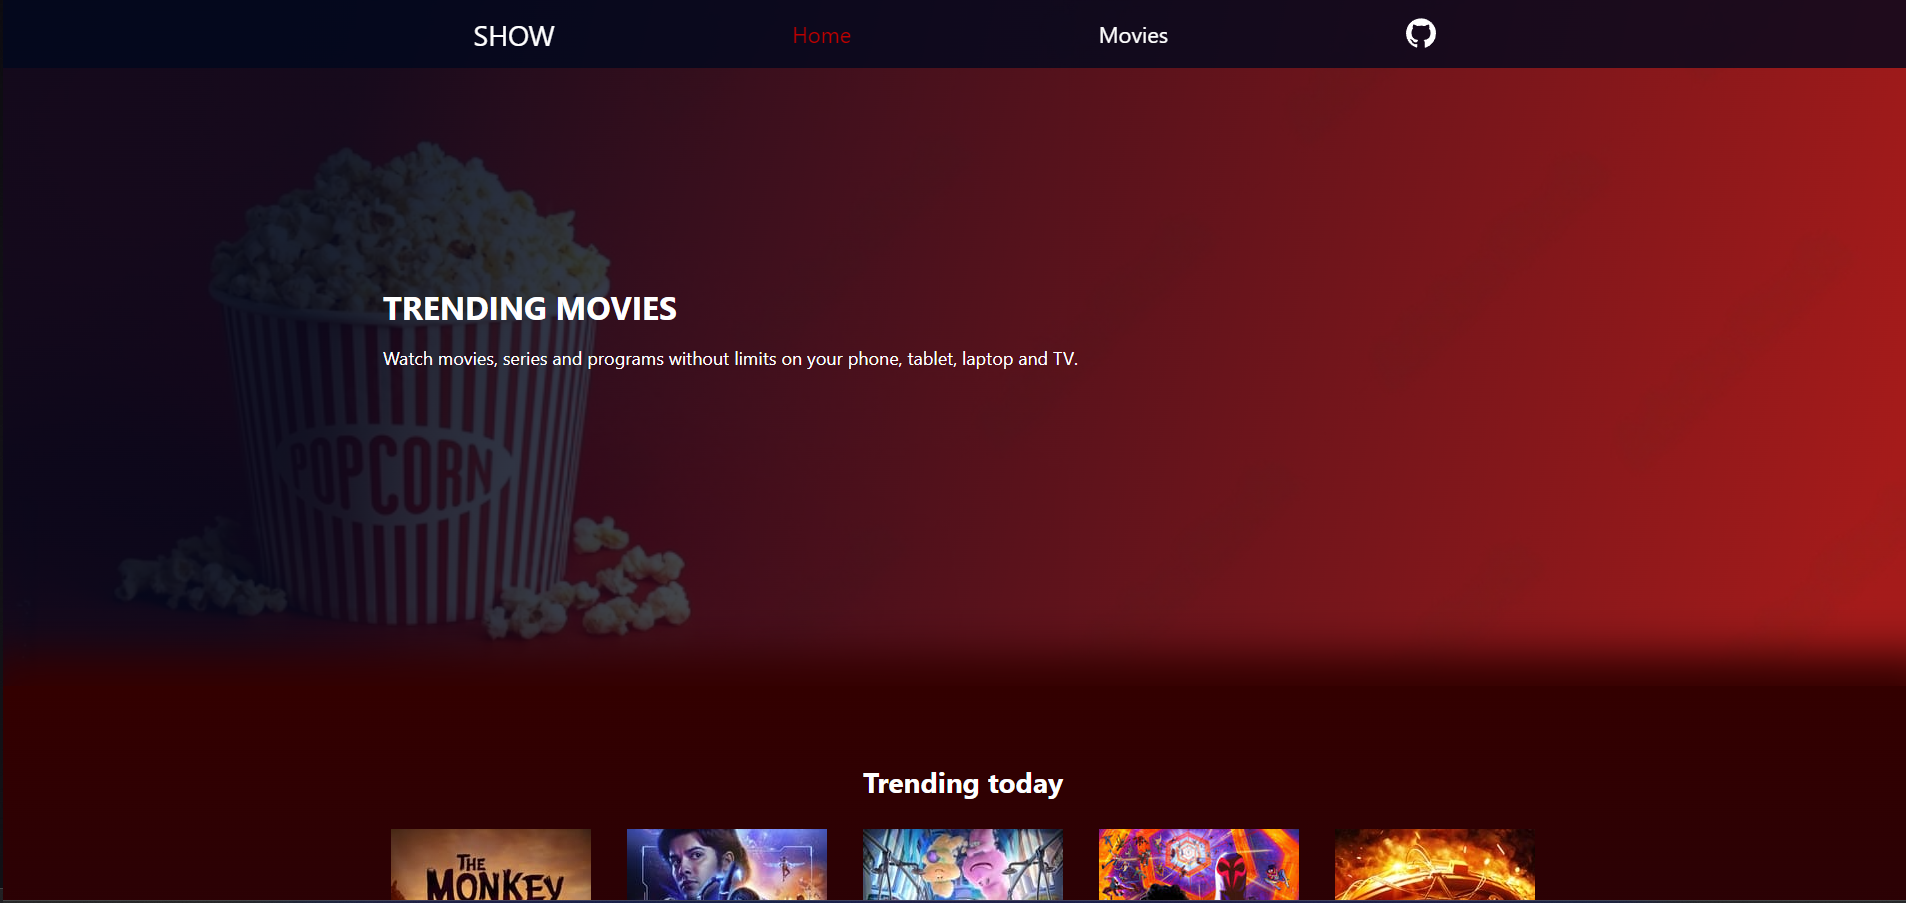 SHOW
Home
Movies
TRENDING MOVIES
Watch movies, series and programs without limits on your phone, tablet, laptop and TV.
POPCORN
Trending today
THE
MONKEY